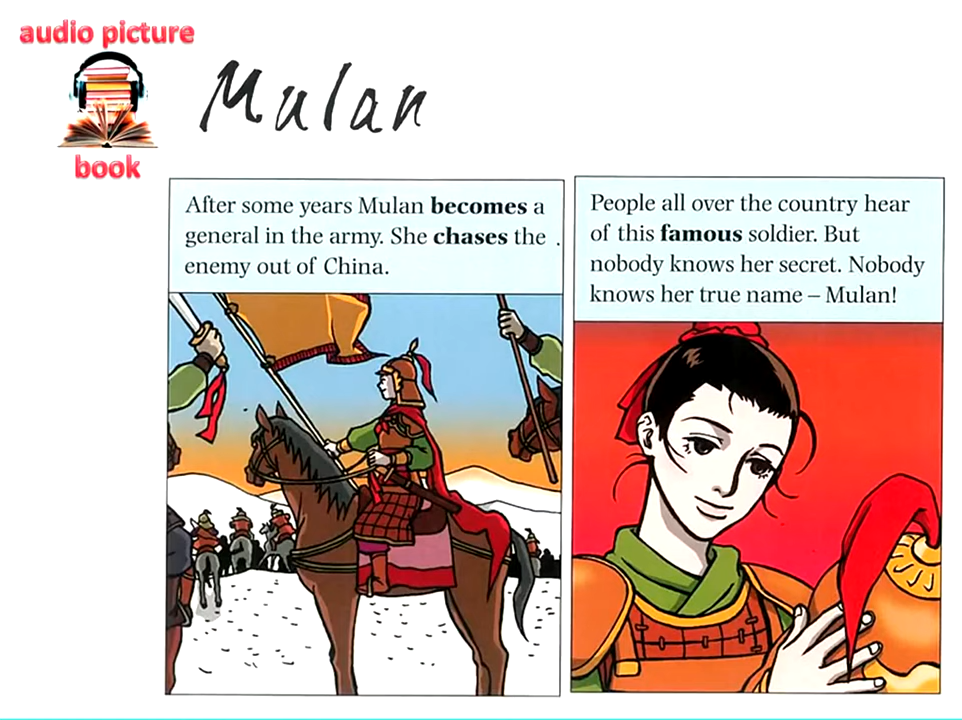 audio picture
book
Mulan
After some years Mulan becomes a
general in the army. She chases the .
enemy out of China.
People all over the country hear
of this famous soldier. But
nobody knows her secret. Nobody
knows her true name – Mulan!